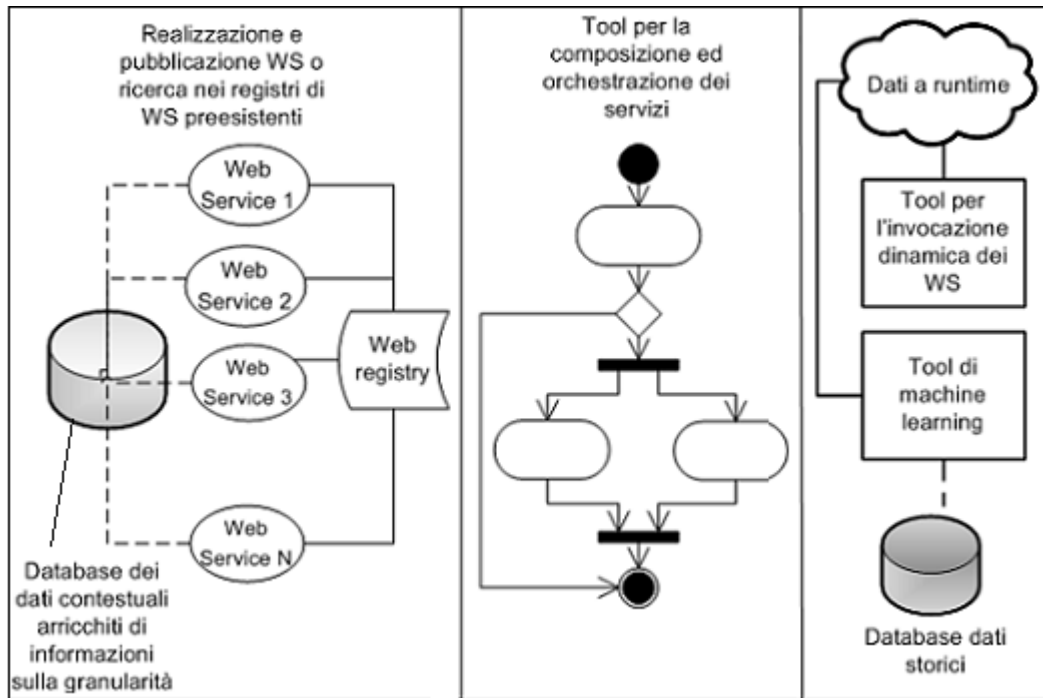 Realizzazione e
pubblicazione WS o
ricerca nei registri di
WS preesistenti
Web
Service 1
Web
Service 2
Web
Service 3
Web
Service N
Web
registry
Database dei
dati contestuali
arricchiti di
informazioni
sulla granularità
Tool per la
composizione ed
orchestrazione dei
servizi
Dati a runtime
Tool per
l'invocazione
dinamica dei
WS
Tool di
machine
learning
Database dati
storici